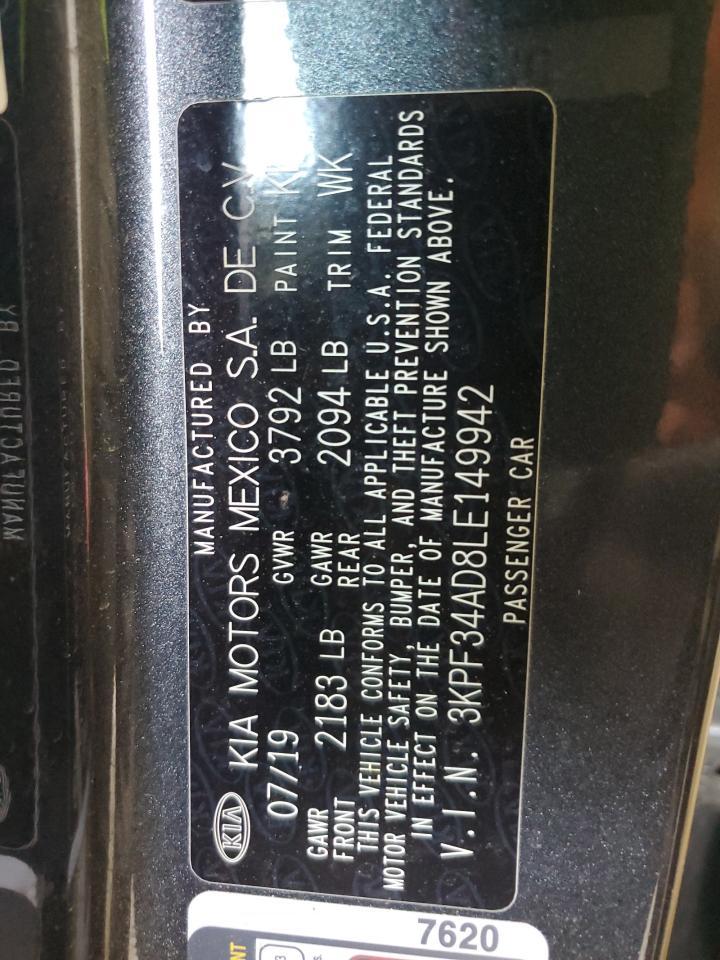 MANUFACTURED BY
KIA KIA MOTORS MEXICO S.A. DE C.V.
07/19 GVWR 3792 LB PAINT
GAWR FRONT 2183 LB GAWR REAR 2094 LB TRIM WK
THIS VEHICLE CONFORMS TO ALL APPLICABLE U.S.A. FEDERAL
MOTOR VEHICLE SAFETY, BUMPER, AND THEFT PREVENTION STANDARDS
IN EFFECT ON THE DATE OF MANUFACTURE SHOWN ABOVE.
V.I.N. 3KPF34AD8LE149942
PASSENGER CAR
7620